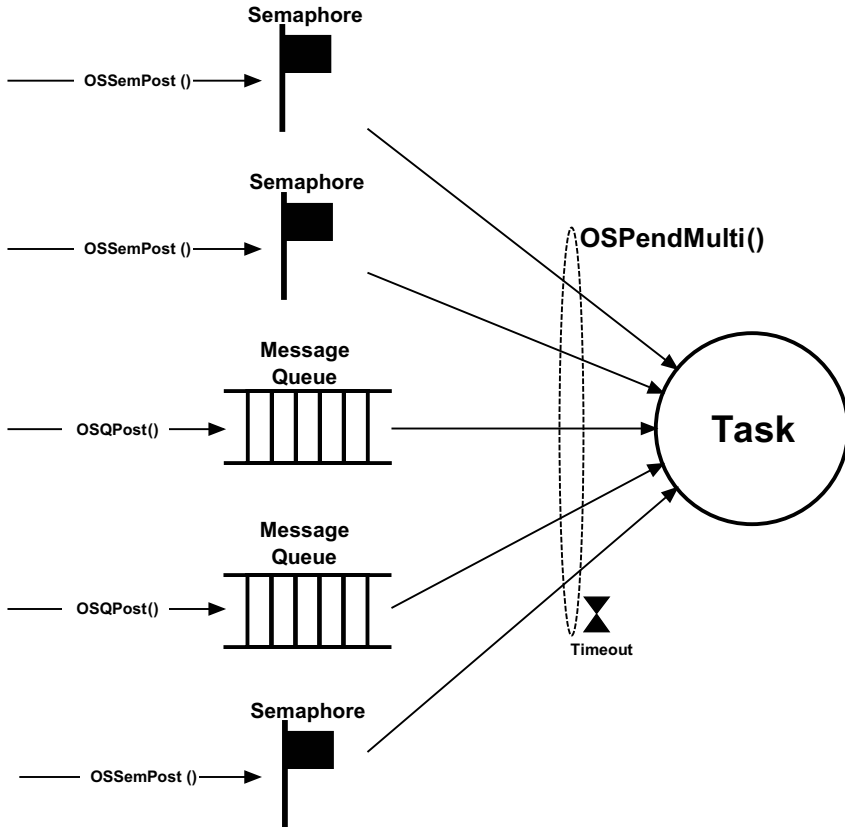 Semaphore
OSSemPost ()
Semaphore
OSSemPost ()
OSPendMulti()
Message
Queue
OSQPost()
Task
Message
Queue
OSQPost()
Timeout
Semaphore
OSSemPost ()